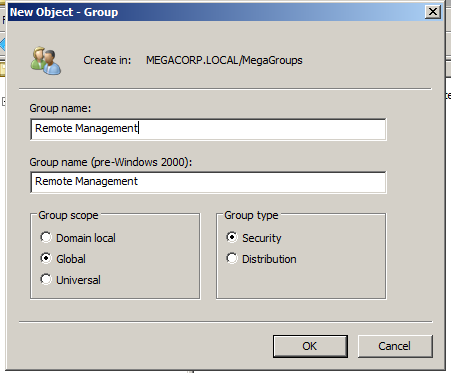 New Object - Group
Create in: MEGACORP.LOCAL/MegaGroups
Group name:
Remote Management
Group name (pre-Windows 2000):
Remote Management
Group scope
Domain local
Global
Universal
Group type
Security
Distribution
OK
Cancel